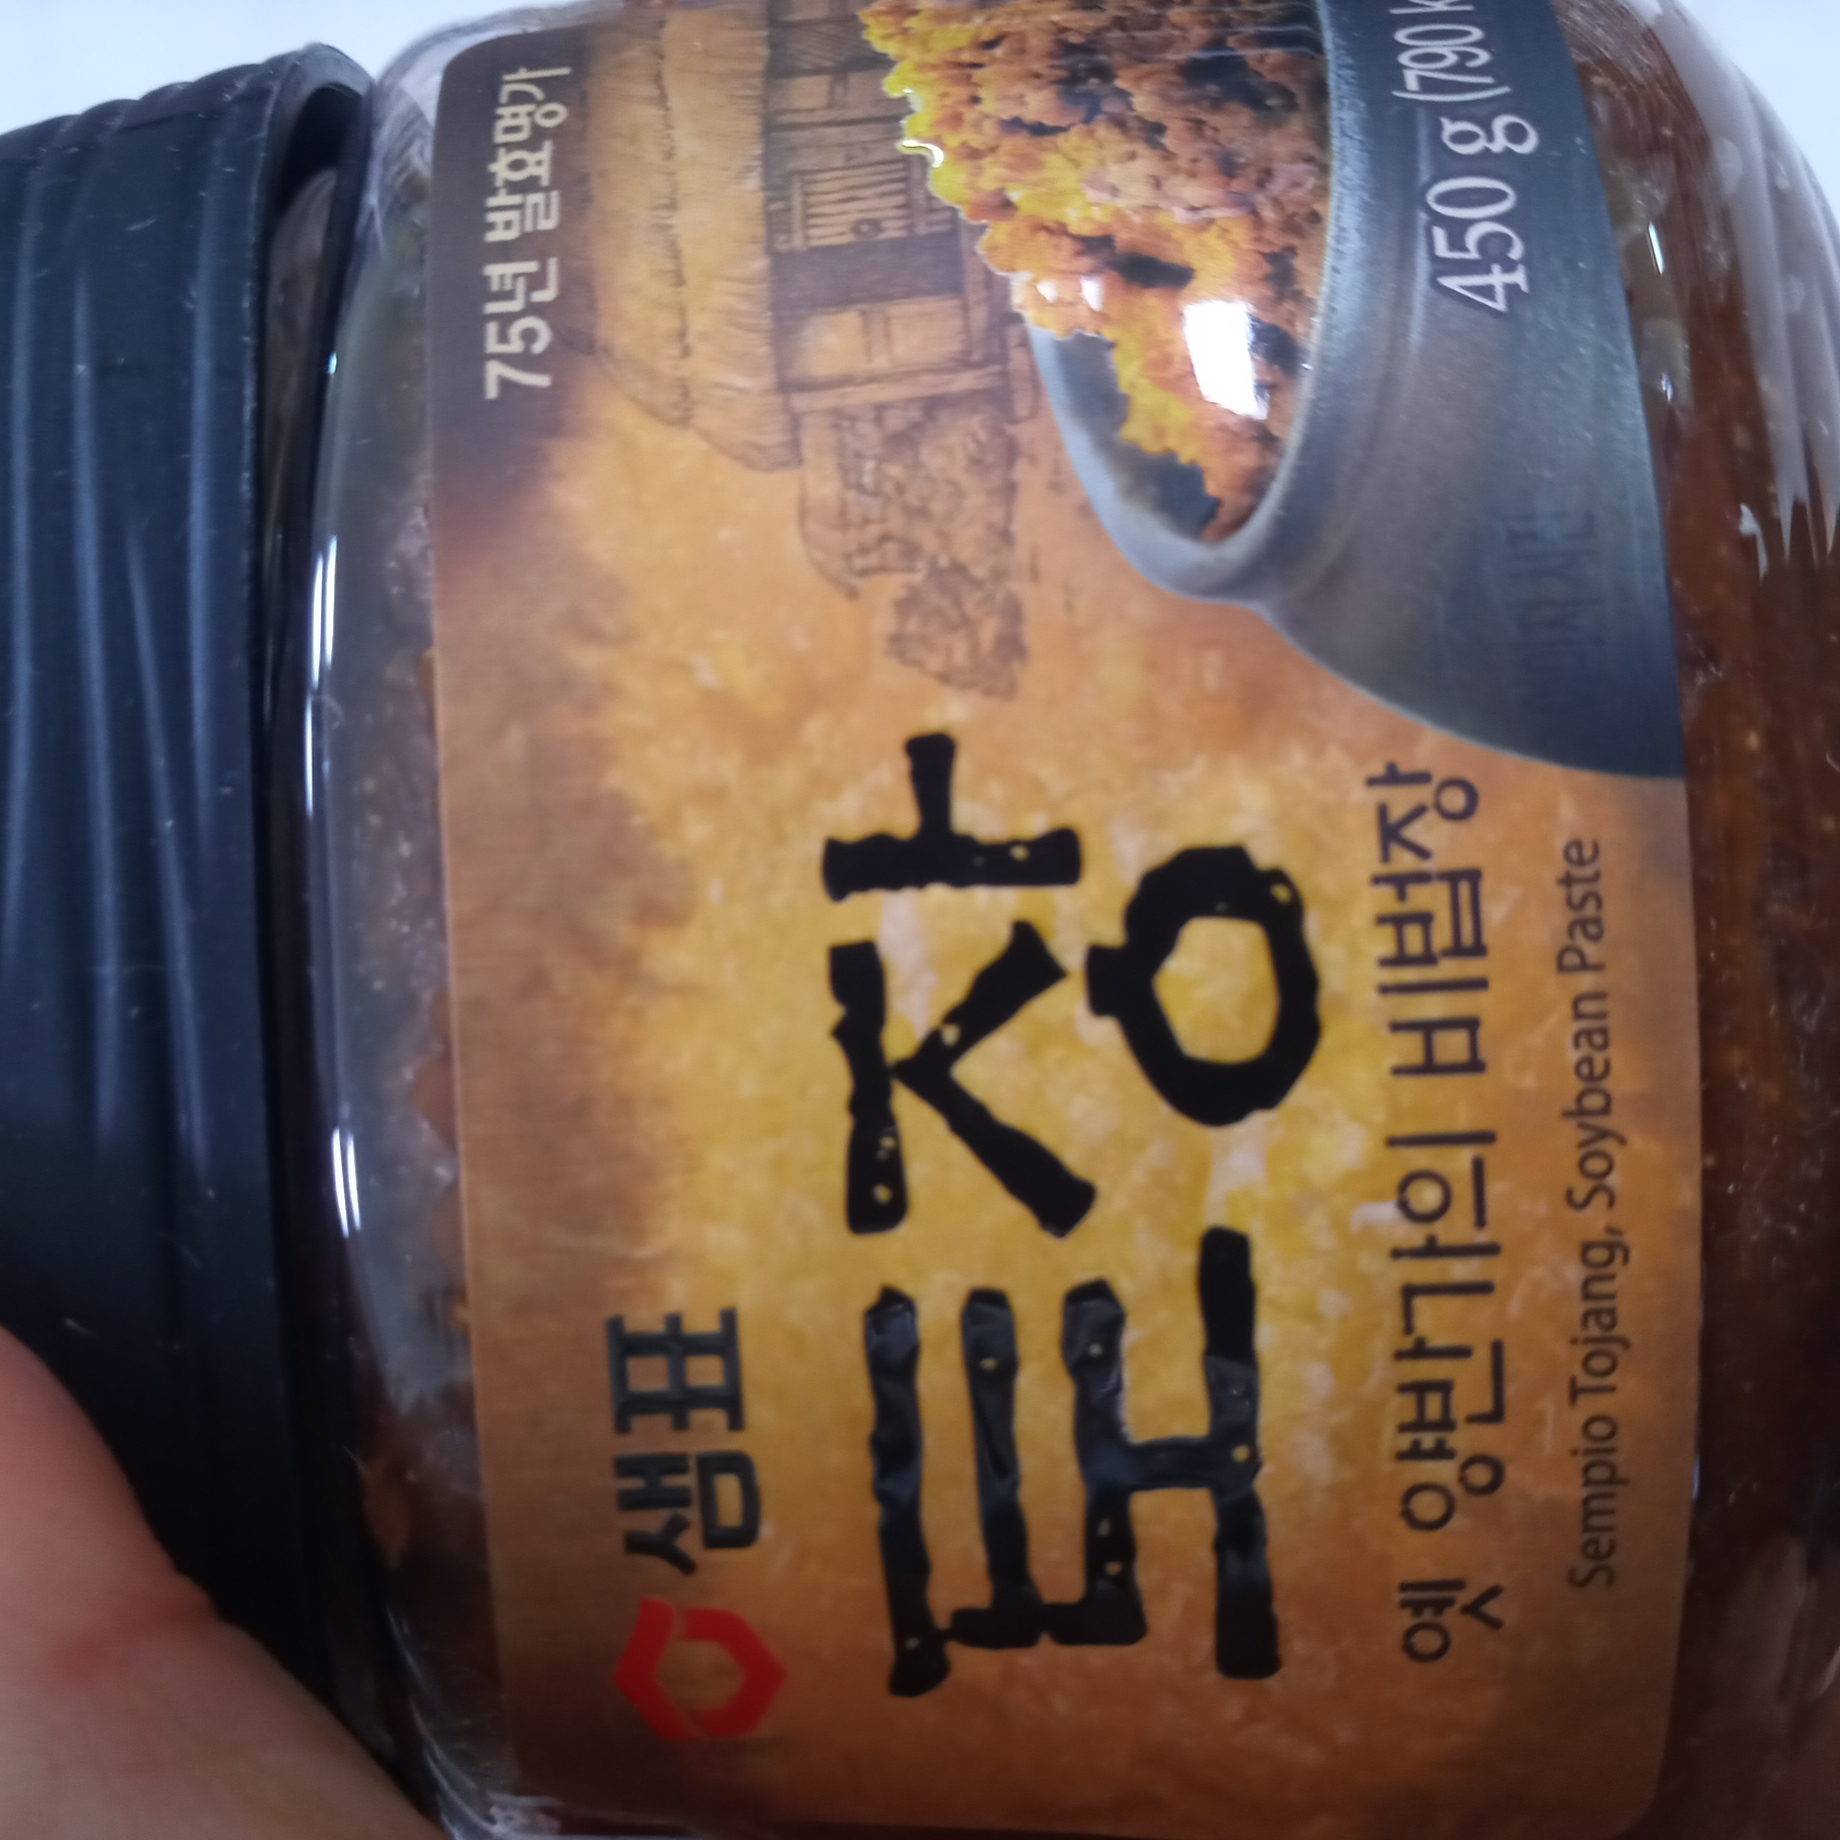 75년 발효명가
샘표
토장
옛 양반가의 비법장
Sempio Tojang, Soybean Paste
450 g (790 k